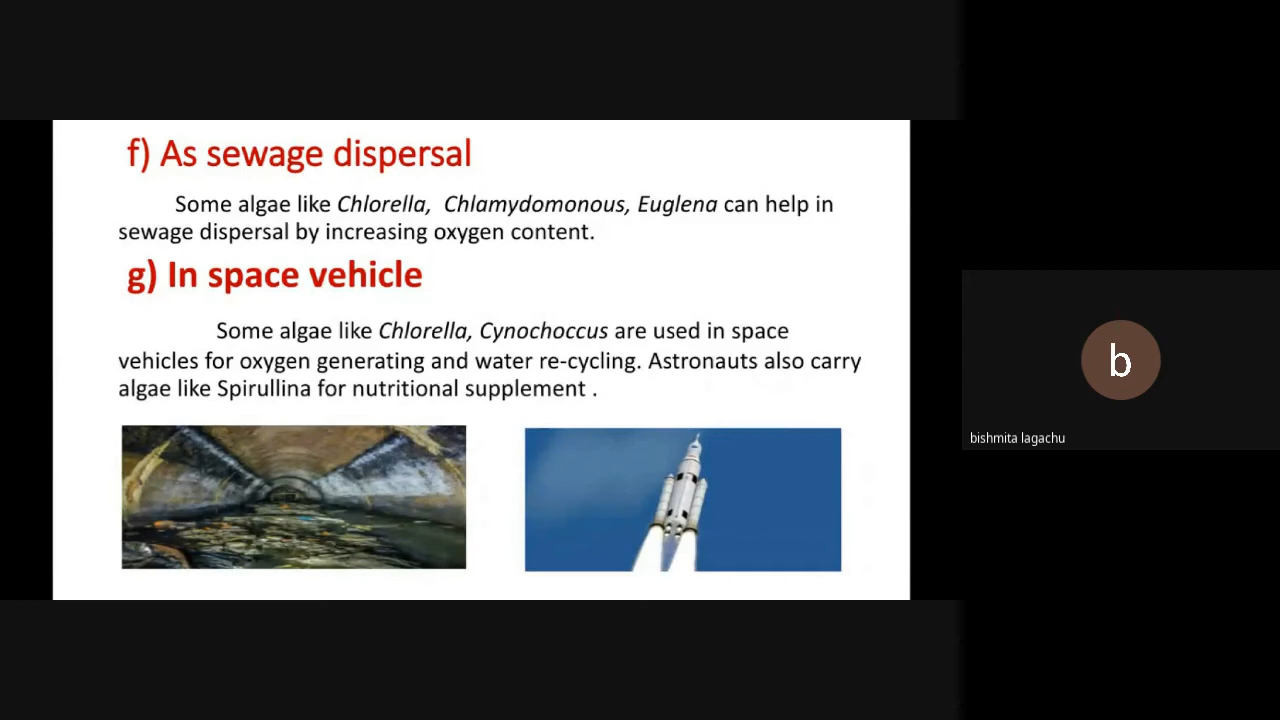 f) As sewage dispersal
Some algae like Chlorella, Chlamydomonous, Euglena can help in
sewage dispersal by increasing oxygen content.
g) In space vehicle
Some algae like Chlorella, Cynochoccus are used in space
vehicles for oxygen generating and water re-cycling. Astronauts also carry
algae like Spirullina for nutritional supplement .
b
bishmita lagachu